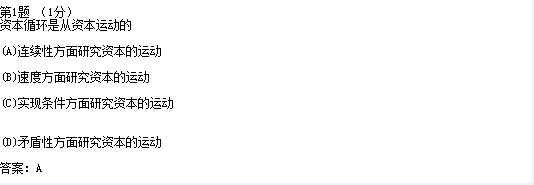 第1题 （1分）
资本循环是从资本运动的
(A)连续性方面研究资本的运动
(B)速度方面研究资本的运动
(C)实现条件方面研究资本的运动
(D)矛盾性方面研究资本的运动
答案：A